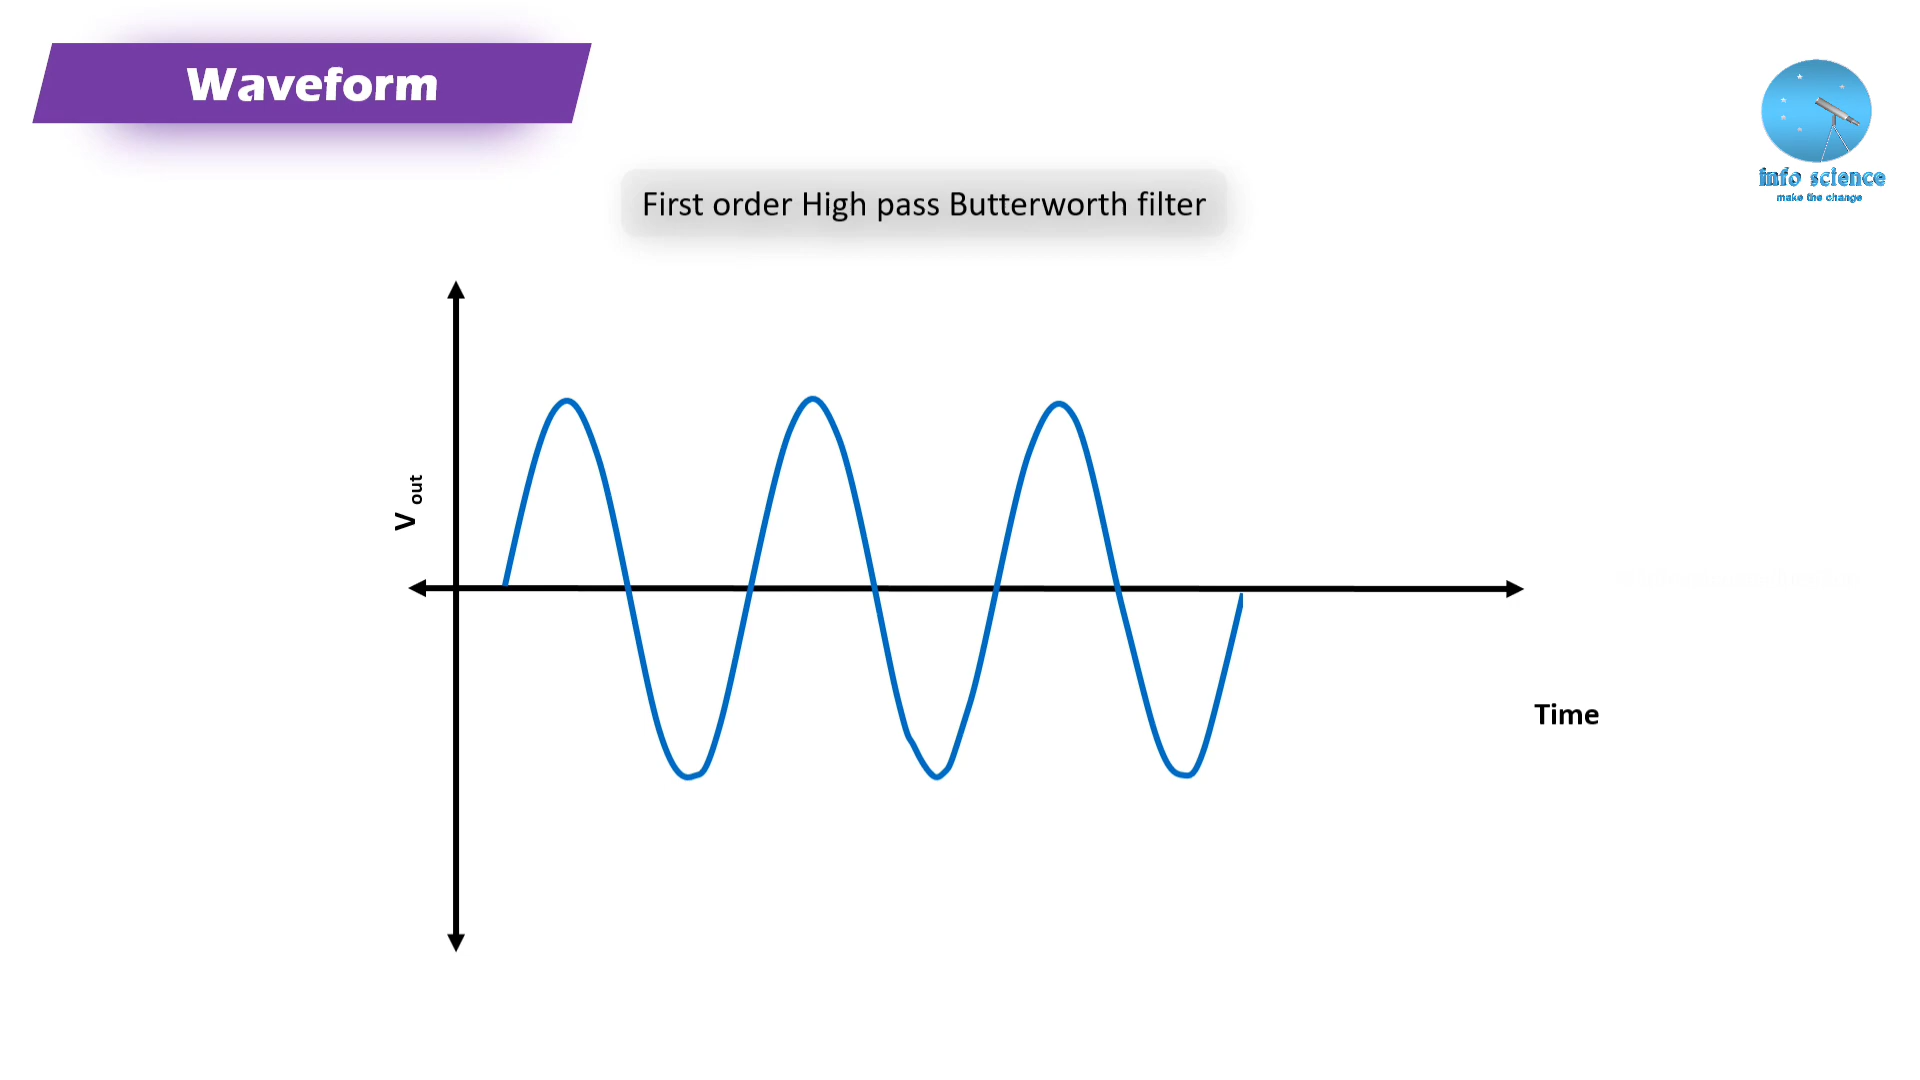 Waveform
info science
make the change
First order High pass Butterworth filter
V out
Time